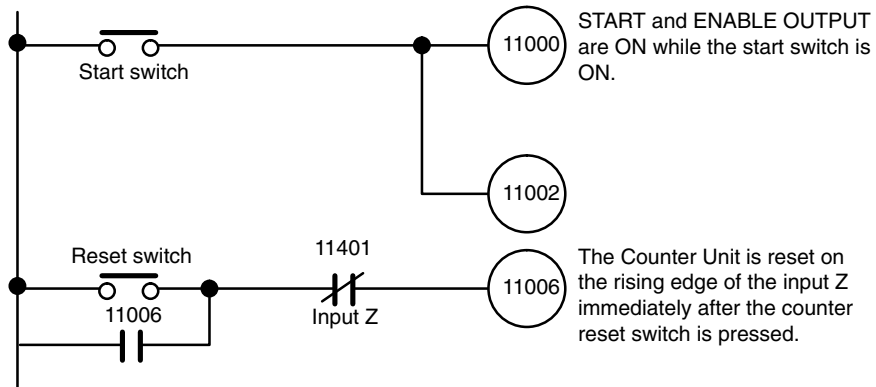 START and ENABLE OUTPUT
11000
are ON while the start switch is
ON.
Start switch
11002
Reset switch
11401
The Counter Unit is reset on
11006
the rising edge of the input Z
11006
Input Z
immediately after the counter
reset switch is pressed.